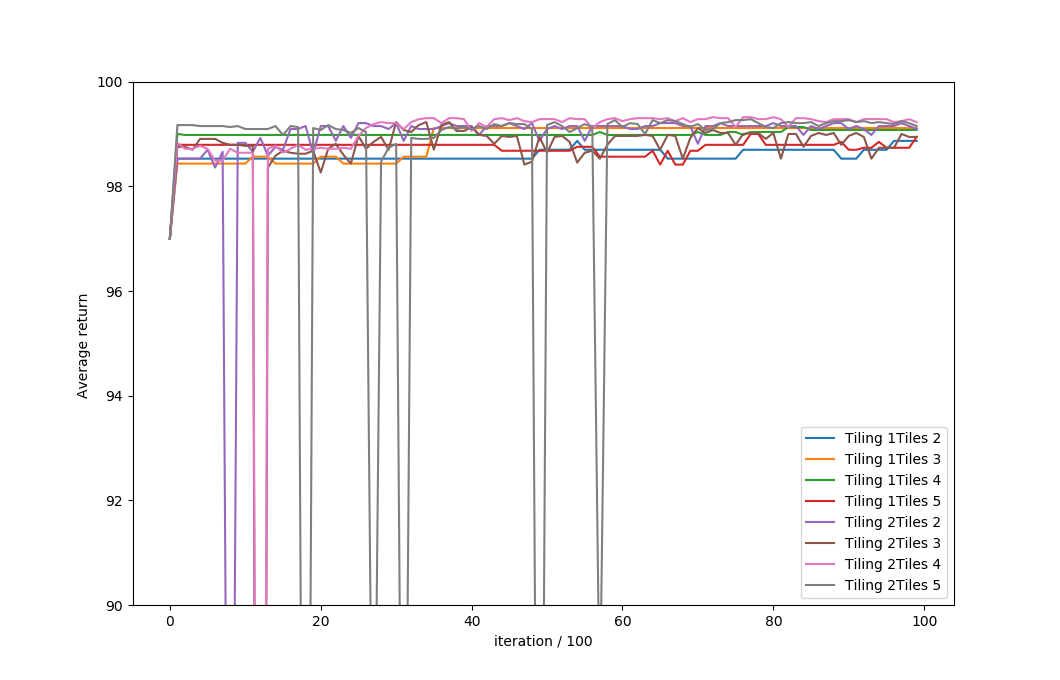 100
98
96
94
92
90
Average return
0
20
40
60
80
100
iteration / 100
Tiling 1Tiles 2
Tiling 1Tiles 3
Tiling 1Tiles 4
Tiling 1Tiles 5
Tiling 2Tiles 2
Tiling 2Tiles 3
Tiling 2Tiles 4
Tiling 2Tiles 5